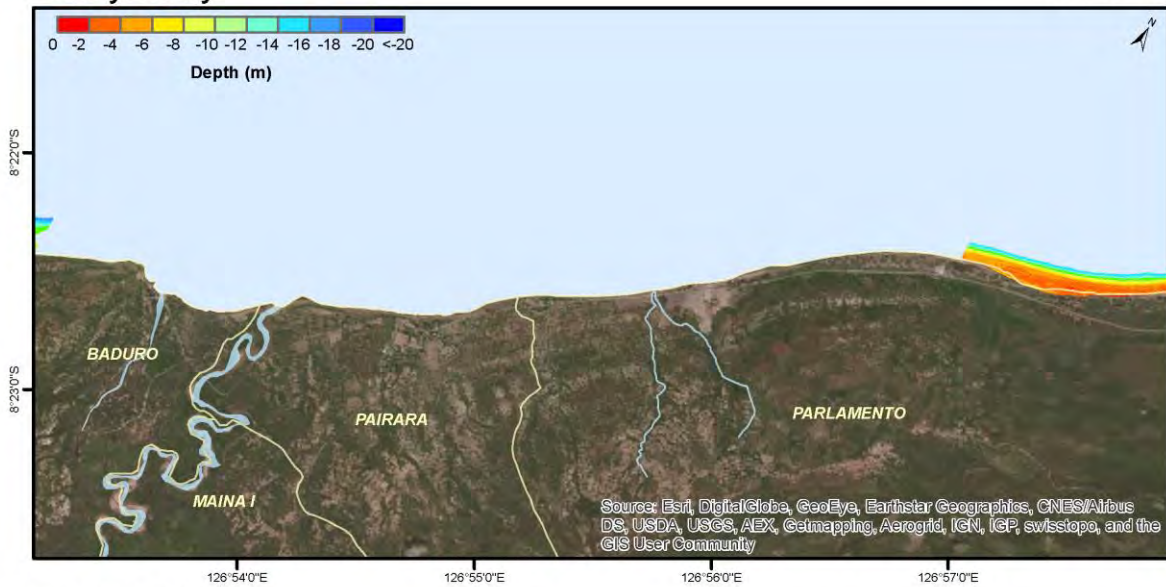 0 -2 -4 -6 -8 -10 -12 -14 -16 -18 -20 <-20
Depth (m)
N
8°22'0"S
8°23'0"S
BADURO
PAIRARA
PARLAMENTO
MAINA I
Source: Esri, DigitalGlobe, GeoEye, Earthstar Geographics, CNES/Airbus
DS, USDA, USGS, AEX, Getmapping, Aerogrid, IGN, IGP, swisstopo, and the
GIS User Community
126°54'0"E 126°55'0"E 126°56'0"E 126°57'0"E